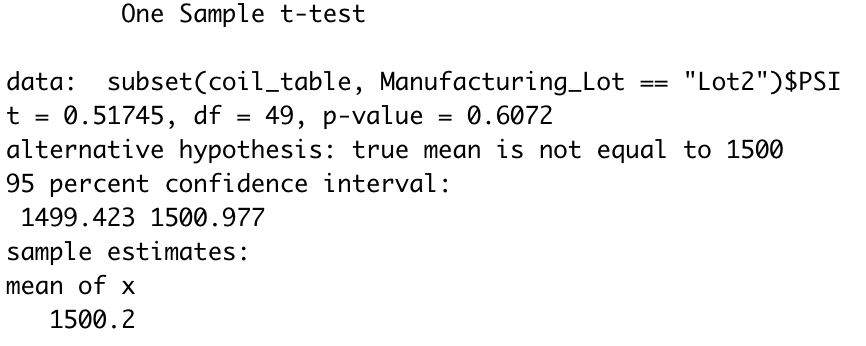 One Sample t-test
data:  subset(coil_table, Manufacturing_Lot == "Lot2")$PSI
t = 0.51745, df = 49, p-value = 0.6072
alternative hypothesis: true mean is not equal to 1500
95 percent confidence interval:
1499.423 1500.977
sample estimates:
mean of x
1500.2